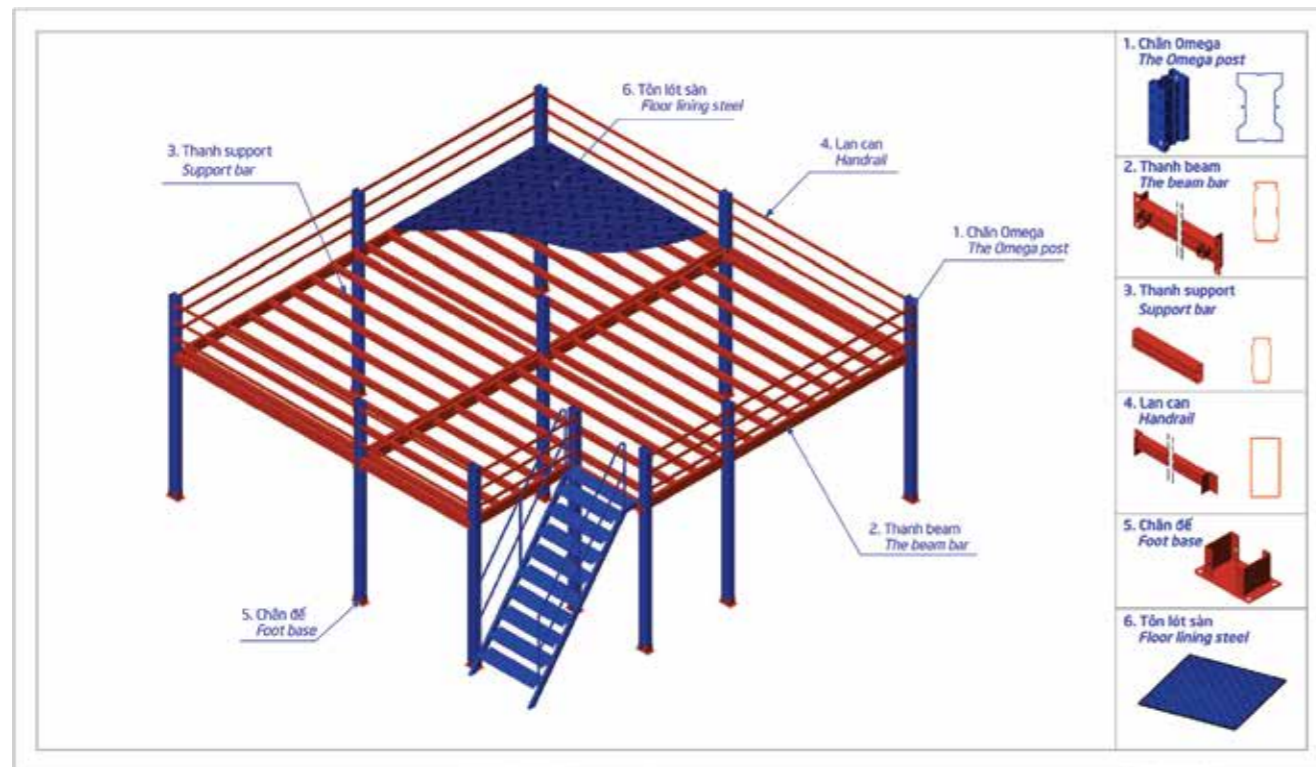 6. Tôn lót sàn
Floor lining steel
3. Thanh support
Support bar
4. Lan can
Handrail
1. Chân Omega
The Omega post
2. Thanh beam
The beam bar
5. Chân đế
Foot base
1. Chân Omega
The Omega post
2. Thanh beam
The beam bar
3. Thanh support
Support bar
4. Lan can
Handrail
5. Chân đế
Foot base
6. Tôn lót sàn
Floor lining steel